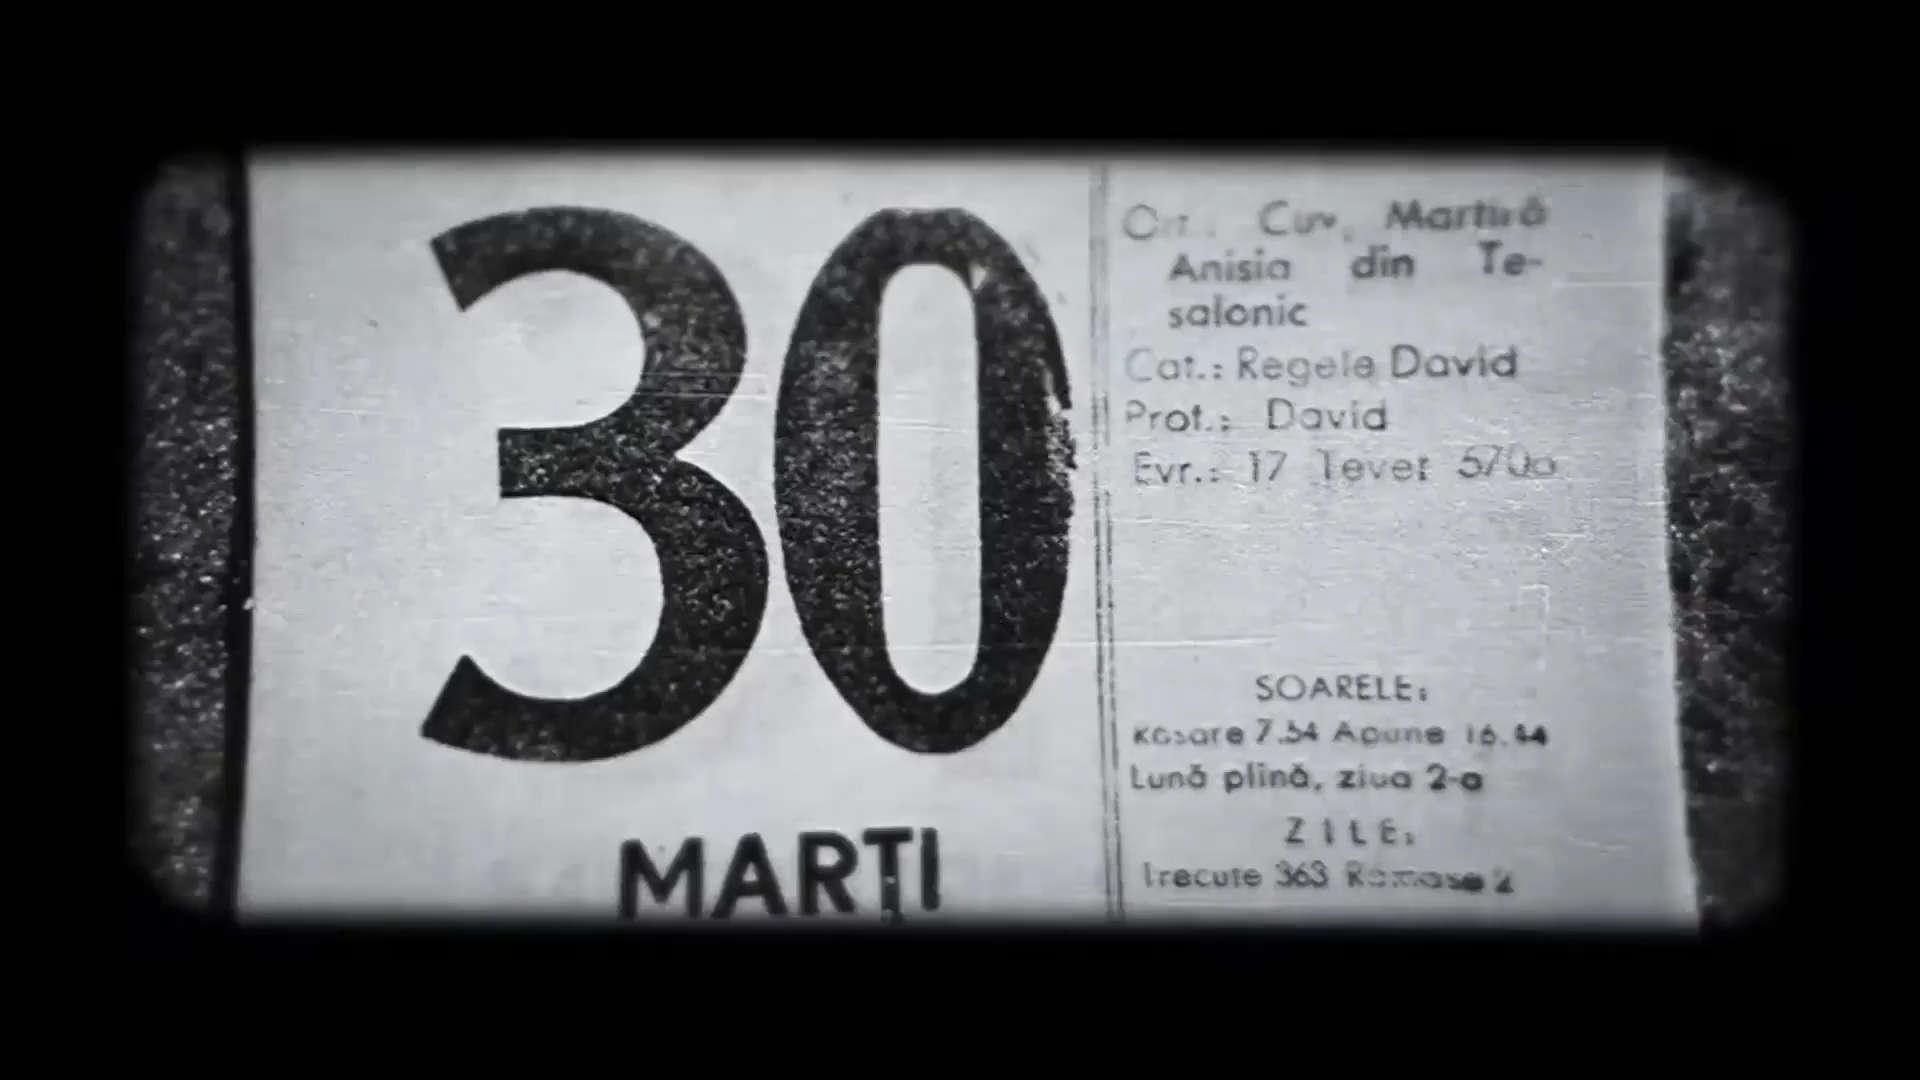 30
MARȚI
Ort.: Cuv. Martiră
Anisia din Te-
salonic
Cat.: Regele David
Prot.: David
Evr.: 17 Tevet
SOARELE:
Răsare 7.54 Apune 16.44
Lună plină, ziua 2-a
ZILE:
Trecute 363 Rămase 2